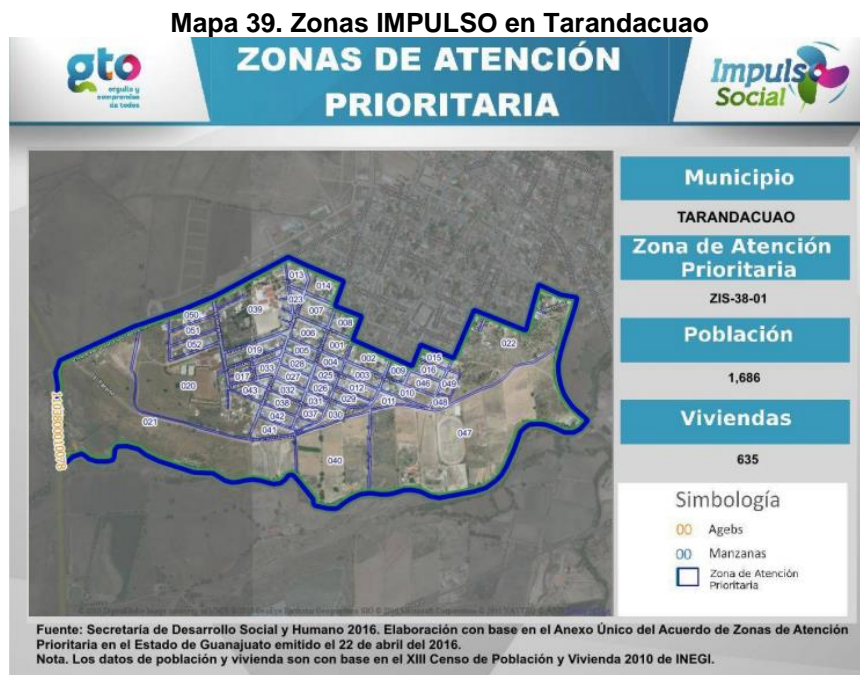 Mapa 39. Zonas IMPULSO en Tarandacuao
gto
orgullo y
compromiso
de todos
ZONAS DE ATENCIÓN
PRIORITARIA
Impulso
Social
Municipio
TARANDACUAO
Zona de Atención
Prioritaria
ZIS-38-01
Población
1,686
Viviendas
635
Simbología
00 Agebs
00 Manzanas
Zona de Atención
Prioritaria
013
014
023
039
007
050
008
051
006
052
001
022
019
005
004
002
015
028
009
016
033
025
003
017
027
046
049
020
043
032
026
012
010
038
031
029
011
048
021
042
037
030
041
047
040
Fuente: Secretaría de Desarrollo Social y Humano 2016. Elaboración con base en el Anexo Único del Acuerdo de Zonas de Atención
Prioritaria en el Estado de Guanajuato emitido el 22 de abril del 2016.
Nota. Los datos de población y vivienda son con base en el XIII Censo de Población y Vivienda 2010 de INEGI.